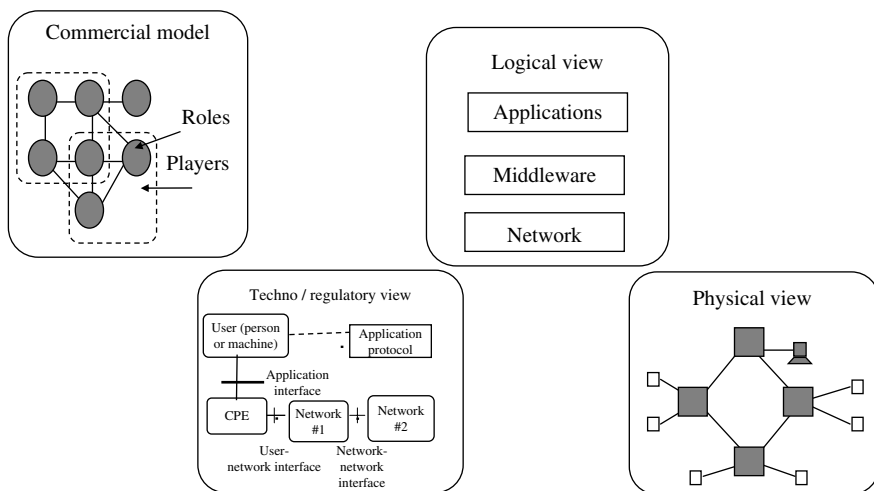 Commercial model
Roles
Players
Logical view
Applications
Middleware
Network
Techno / regulatory view
User (person
or machine)
Application
protocol
Application
interface
CPE
Network
#1
Network
#2
User-
network interface
Network-
network
interface
Physical view